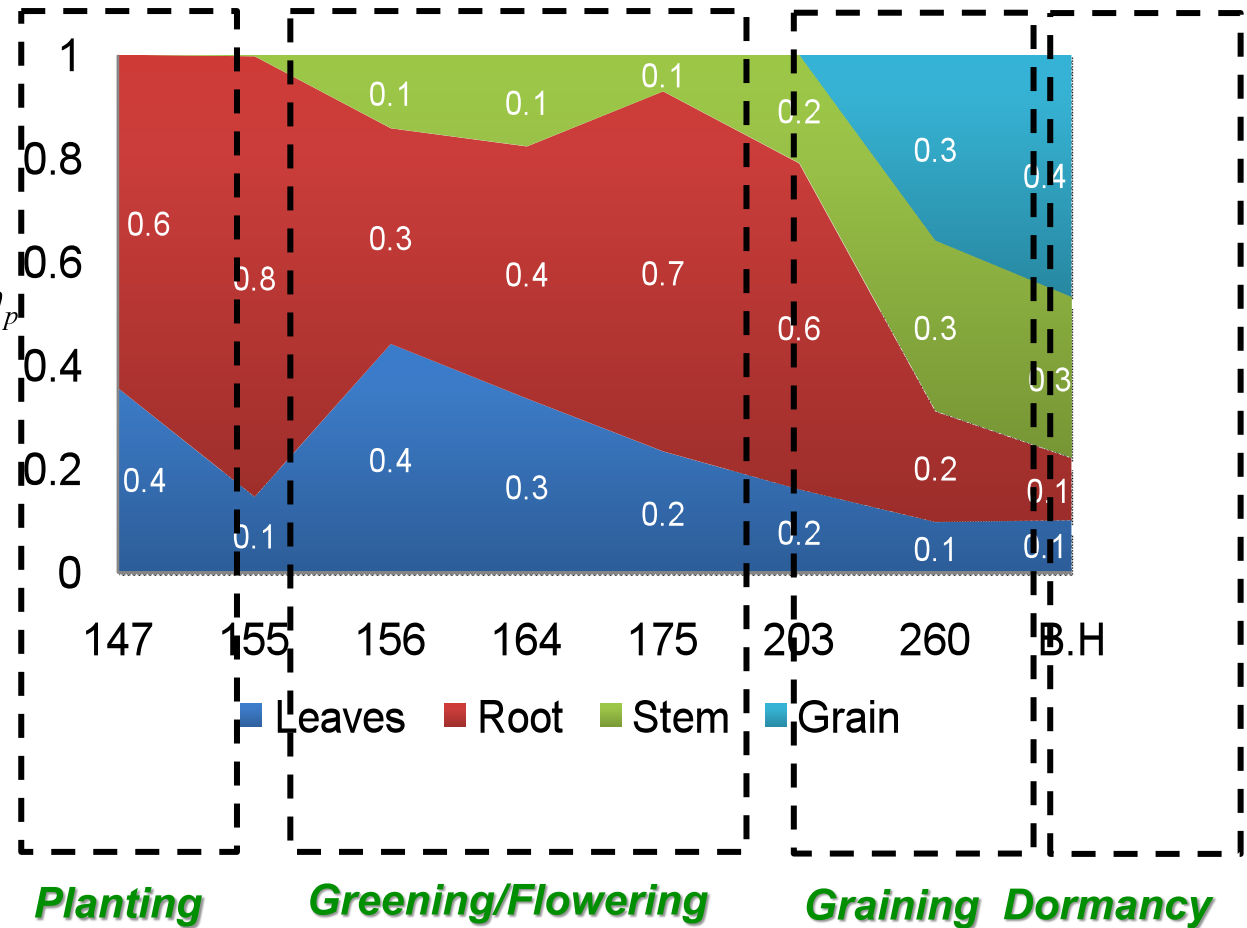 1
0.8
0.6
0.4
0.2
0
0.6 0.8 0.3 0.4 0.7 0.6 0.2 0.1
0.4 0.1 0.4 0.3 0.2 0.2 0.1 0.1
0.1 0.1 0.1 0.2 0.3 0.3
0.3 0.4
p
147 155 156 164 175 203 260 B.H
Leaves Root Stem Grain
Planting Greening/Flowering Graining Dormancy